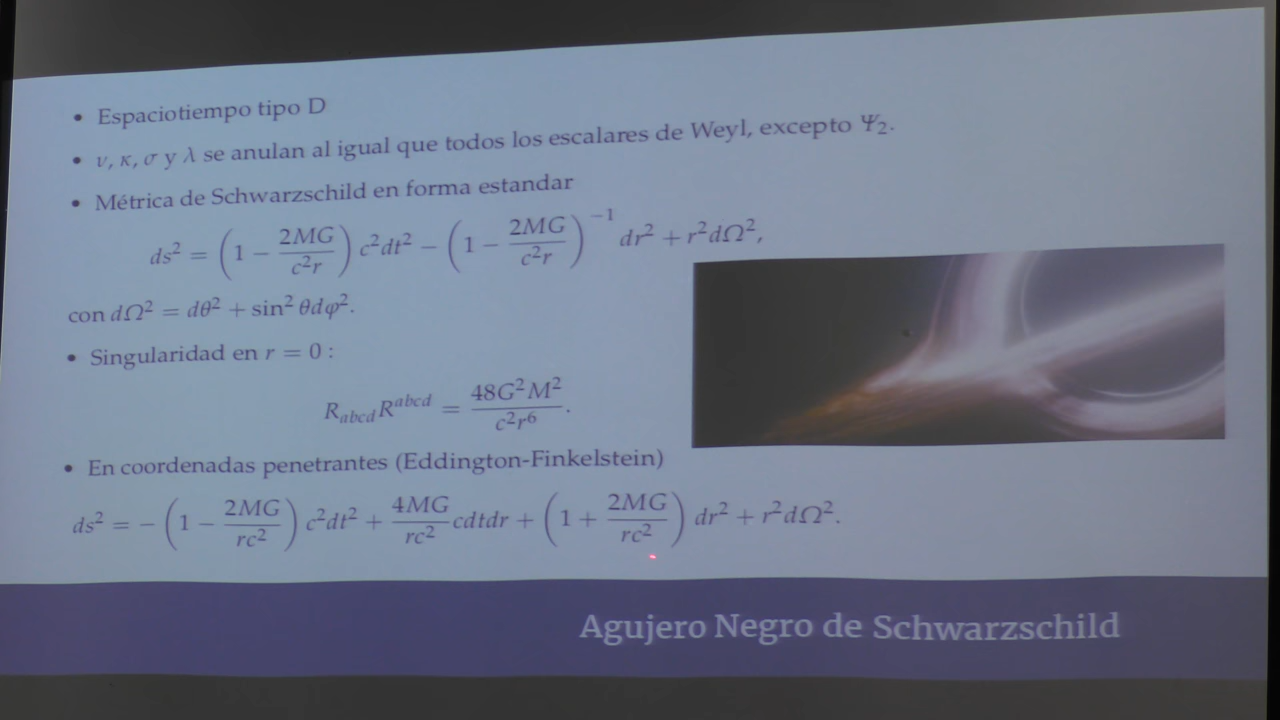 • Espaciotiempo tipo D
• ν, κ, σ y λ se anulan al igual que todos los escalares de Weyl, excepto Ψ₂.
• Métrica de Schwarzschild en forma estandar
ds² = (1 − 2MG/c²r) c²dt² − (1 − 2MG/c²r)⁻¹ dr² + r²dΩ²,
con dΩ² = dθ² + sin² θdφ².
• Singularidad en r = 0 :
R_{abcd}R^{abcd} = 48G²M²/c²r⁶.
• En coordenadas penetrantes (Eddington-Finkelstein)
ds² = −(1 − 2MG/rc²) c²dt² + 4MG/rc² cdtdr + (1 + 2MG/rc²) dr² + r²dΩ².
Agujero Negro de Schwarzschild